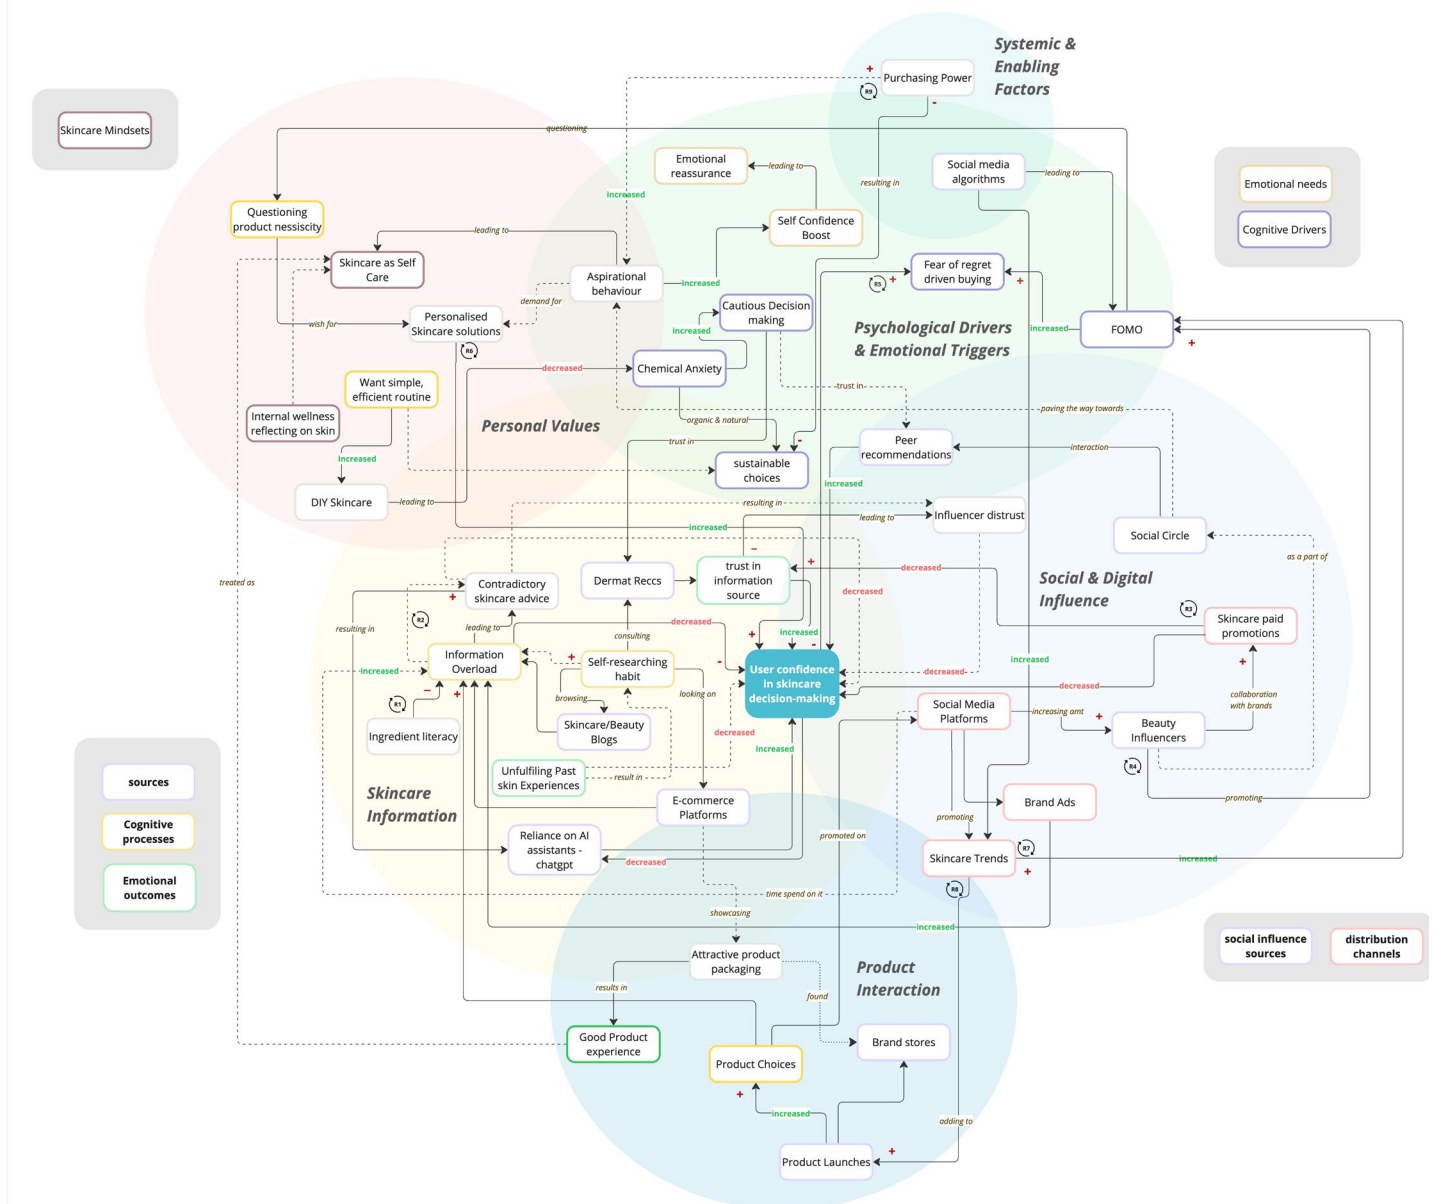 Systemic &
Enabling
Factors
Purchasing Power
+
R9
-
Skincare Mindsets
questioning
Emotional
reassurance
leading to
resulting in
Social media
algorithms
leading to
Emotional needs
Cognitive Drivers
increased
Questioning
product nessiscity
Self Confidence
Boost
leading to
Skincare as Self
Care
Aspirational
behaviour
increased
Fear of regret
driven buying
R5
+
+
demand for
Cautious Decision
making
Personalised
Skincare solutions
wish for
R6
increased
Psychological Drivers
& Emotional Triggers
increased
FOMO
+
decreased
Chemical Anxiety
Want simple,
efficient routine
trust in
Internal wellness
reflecting on skin
Personal Values
organic & natural
paving the way towards
trust in
-
Peer
recommendations
interaction
increased
sustainable
choices
increased
DIY Skincare
leading to
resulting in
leading to
Influencer distrust
increased
Social Circle
as a part of
treated as
–
+
Contradictory
skincare advice
+
Dermat Reccs
trust in
information
source
decreased
decreased
Social & Digital
Influence
R3
Skincare paid
promotions
+
R2
resulting in
leading to
consulting
decreased
+
increased
-
Information
Overload
increased
+
Self-researching
habit
-
User confidence
in skincare
decision-making
decreased
increased
decreased
–
+
R1
browsing
looking on
collaboration
with brands
Ingredient literacy
Skincare/Beauty
Blogs
decreased
increased
Social Media
Platforms
increasing amt
+
Beauty
Influencers
R4
Unfulfiling Past
skin Experiences
result in
sources
Cognitive
processes
Emotional
outcomes
Skincare
Information
E-commerce
Platforms
Brand Ads
promoting
promoting
Reliance on AI
assistants -
chatgpt
decreased
promoted on
Skincare Trends
R7
+
increased
R8
time spend on it
showcasing
increased
social influence
sources
distribution
channels
Attractive product
packaging
Product
Interaction
results in
found
Good Product
experience
Brand stores
Product Choices
+
increased
adding to
Product Launches
+